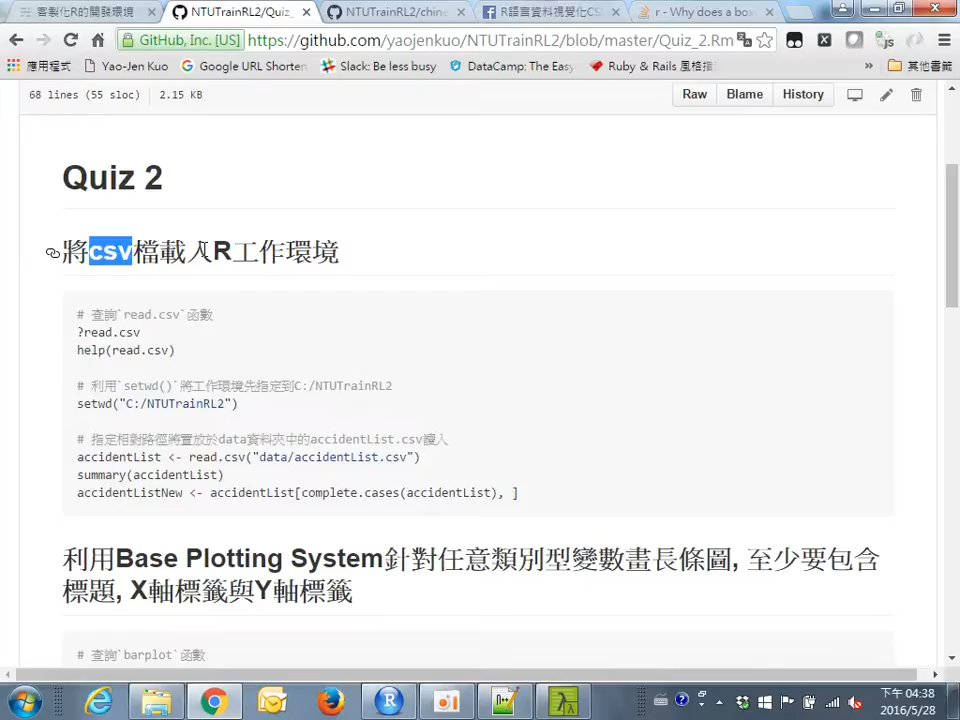 客製化R的開發環境
NTUTrainRL2/Quiz_
NTUTrainRL2/chine
R語言資料視覺化CS
r - Why does a box
GitHub, Inc. [US]
https://github.com/yaojenkuo/NTUTrainRL2/blob/master/Quiz_2.Rm
應用程式
Yao-Jen Kuo
Google URL Shorten
Slack: Be less busy
DataCamp: The Easy
Ruby & Rails 風格指
»
其他書籤
68 lines (55 sloc) 2.15 KB
Raw Blame History
Quiz 2
將csv檔載入R工作環境
# 查詢`read.csv`函數
?read.csv
help(read.csv)
# 利用`setwd()`將工作環境先指定到C:/NTUTrainRL2
setwd("C:/NTUTrainRL2")
# 指定相對路徑將置放於data資料夾中的accidentList.csv讀入
accidentList <- read.csv("data/accidentList.csv")
summary(accidentList)
accidentListNew <- accidentList[complete.cases(accidentList), ]
利用Base Plotting System針對任意類別型變數畫長條圖, 至少要包含
標題, X軸標籤與Y軸標籤
# 查詢`barplot`函數
下午 04:38
2016/5/28